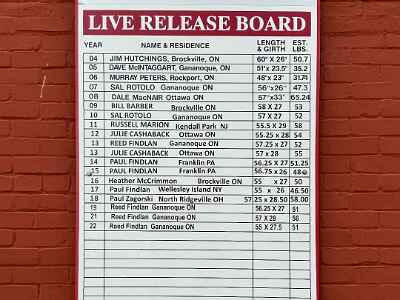 LIVE RELEASE BOARD
YEAR NAME & RESIDENCE LENGTH & GIRTH EST. LBS.
04 JIM HUTCHINGS, Brockville, ON 60" X 26" 50.7
05 DAVE McINTAGGART, Gananoque, ON 51"x 23.5" 35.2
06 MURRAY PETERS, Rockport, ON 48"x 23" 31.74
07 SAL ROTOLO Gananoque, ON 56"x26" 47.3
08 DALE MacNAIR Ottawa ON 57"x33" 65.24
09 BILL BARBER Brockville ON 58 X 27 53
10 SAL ROTOLO Gananoque ON 57 X 27 52
11 RUSSELL MARION Kendall Park NJ 55.5 X 29 58
12 JULIE CASHABACK Ottawa ON 55.25 x 28 54
13 REED FINDLAN Gananoque ON 57.25 x 27 52
13 JULIE CASHABACK Ottawa ON 57 x 28 55
14 PAUL FINDLAN Franklin PA 56.25 X 27 51.25
15 PAUL FINDLAN Franklin PA 56.75 x 26 48
16 Heather McCrimmon Brockville ON 55 x 27 50
17 Paul Findlan Wellesley Island NY 55 x 26 46.50
18 Paul Zagorski North Ridgeville OH 57.25 x 28.50 58.00
19 Reed Findlan Gananoque ON 56.25 X 27 51
21 Reed Findlan Gananoque ON 57 X 28 56
22 Reed Findlan Gananoque ON 55 X 27.5 51